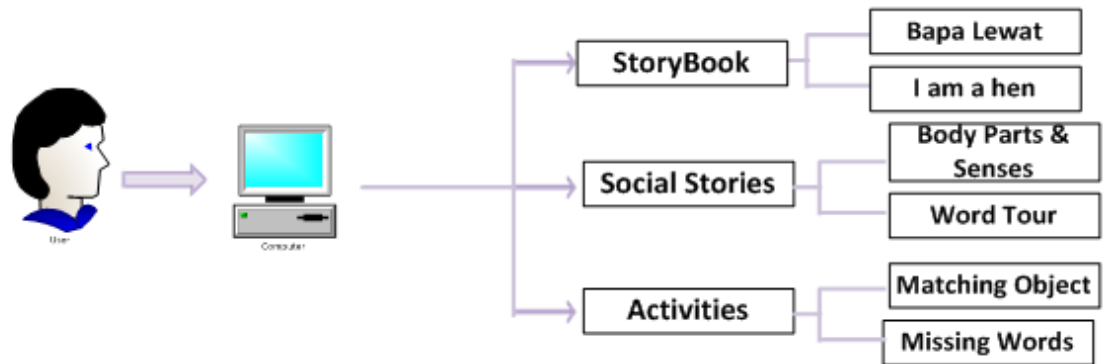 User
Computer
StoryBook
Bapa Lewat
I am a hen
Social Stories
Body Parts &
Senses
Word Tour
Activities
Matching Object
Missing Words